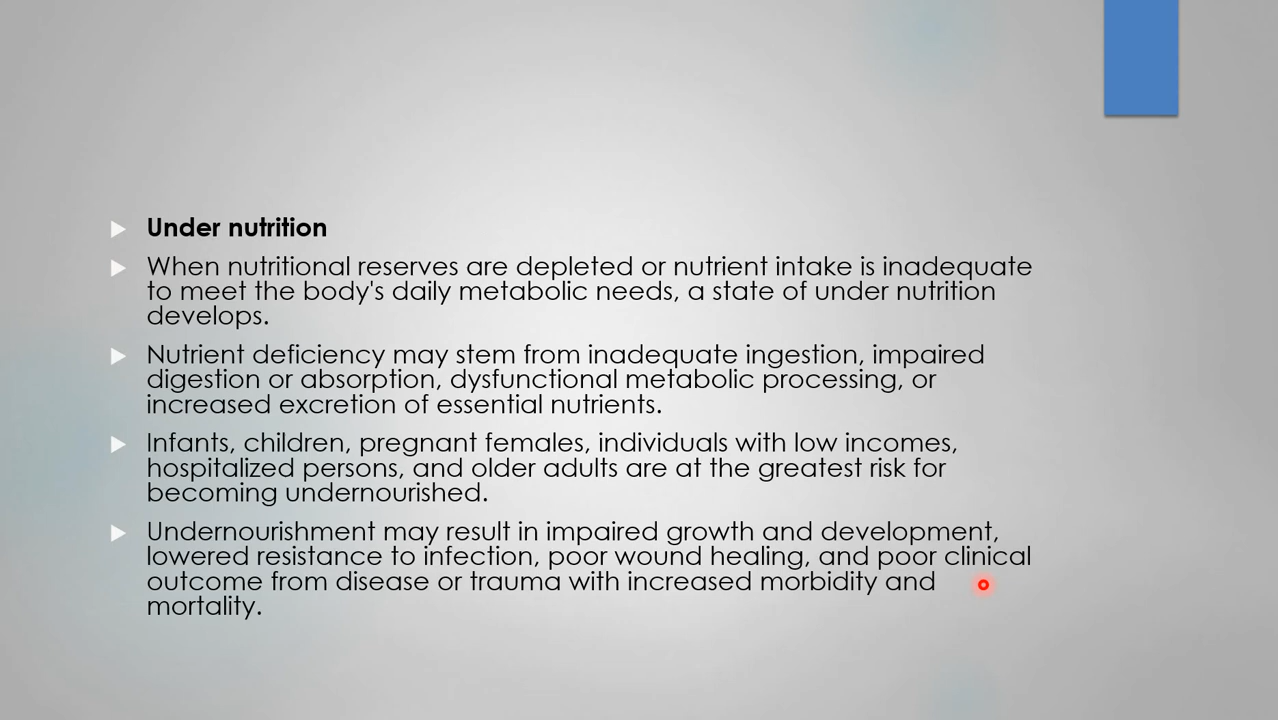 Under nutrition
When nutritional reserves are depleted or nutrient intake is inadequate
to meet the body's daily metabolic needs, a state of under nutrition
develops.
Nutrient deficiency may stem from inadequate ingestion, impaired
digestion or absorption, dysfunctional metabolic processing, or
increased excretion of essential nutrients.
Infants, children, pregnant females, individuals with low incomes,
hospitalized persons, and older adults are at the greatest risk for
becoming undernourished.
Undernourishment may result in impaired growth and development,
lowered resistance to infection, poor wound healing, and poor clinical
outcome from disease or trauma with increased morbidity and
mortality.